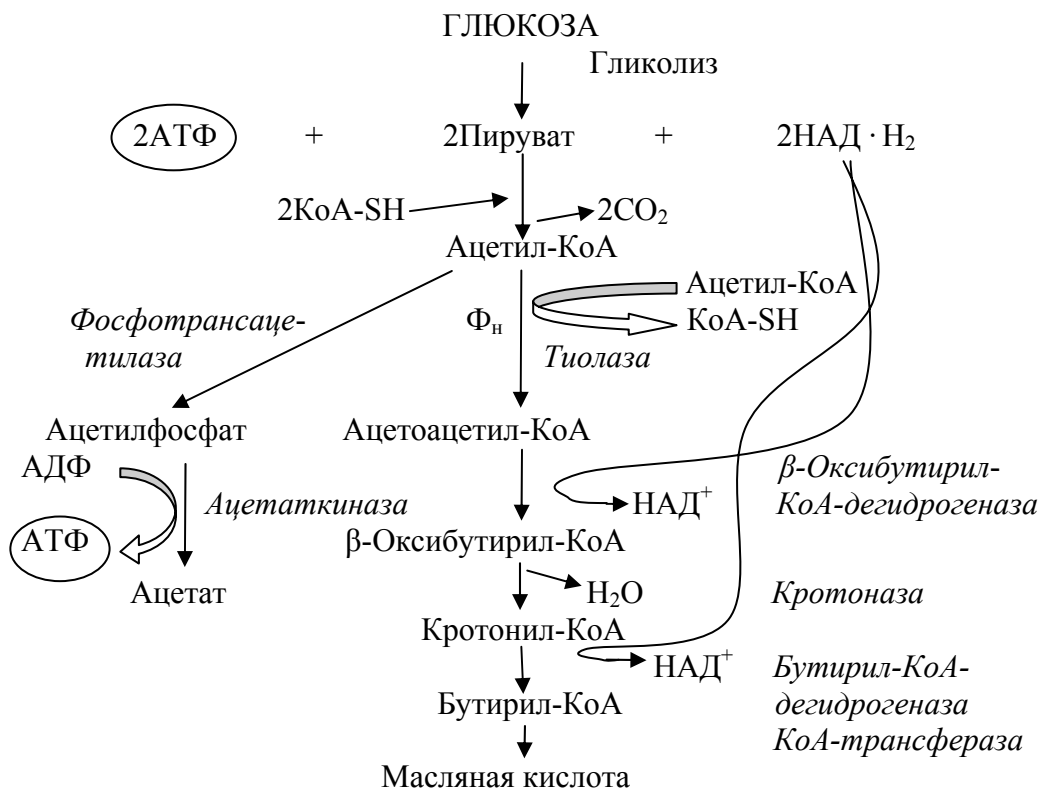 ГЛЮКОЗА
Гликолиз
2АТФ + 2Пируват + 2НАД · H₂
2КоА-SH
2CO₂
Ацетил-КоА
Ацетил-КоА
Фосфотрансаце-
тилаза
Фн
КоА-SH
Тиолаза
Ацетилфосфат
Ацетоацетил-КоА
АДФ
Ацетаткиназа
НАД⁺
β-Оксибутирил-
КоА-дегидрогеназа
АТФ
β-Оксибутирил-КоА
Ацетат
H₂O
Кротоназа
Кротонил-КоА
НАД⁺
Бутирил-КоА-
дегидрогеназа
КоА-трансфераза
Бутирил-КоА
Масляная кислота